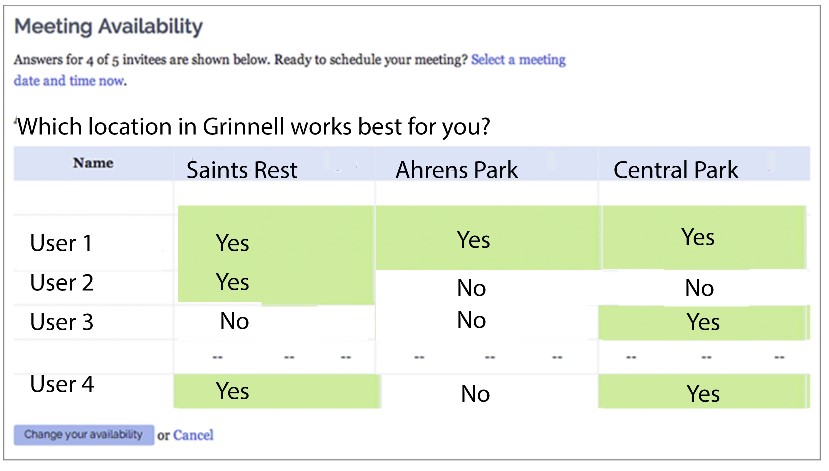 Meeting Availability
Answers for 4 of 5 invitees are shown below. Ready to schedule your meeting? Select a meeting
date and time now.
Which location in Grinnell works best for you?
Name Saints Rest Ahrens Park Central Park
User 1 Yes Yes Yes
User 2 Yes No No
User 3 No No Yes
-- -- -- -- -- -- -- -- --
User 4 Yes No Yes
Change your availability or Cancel